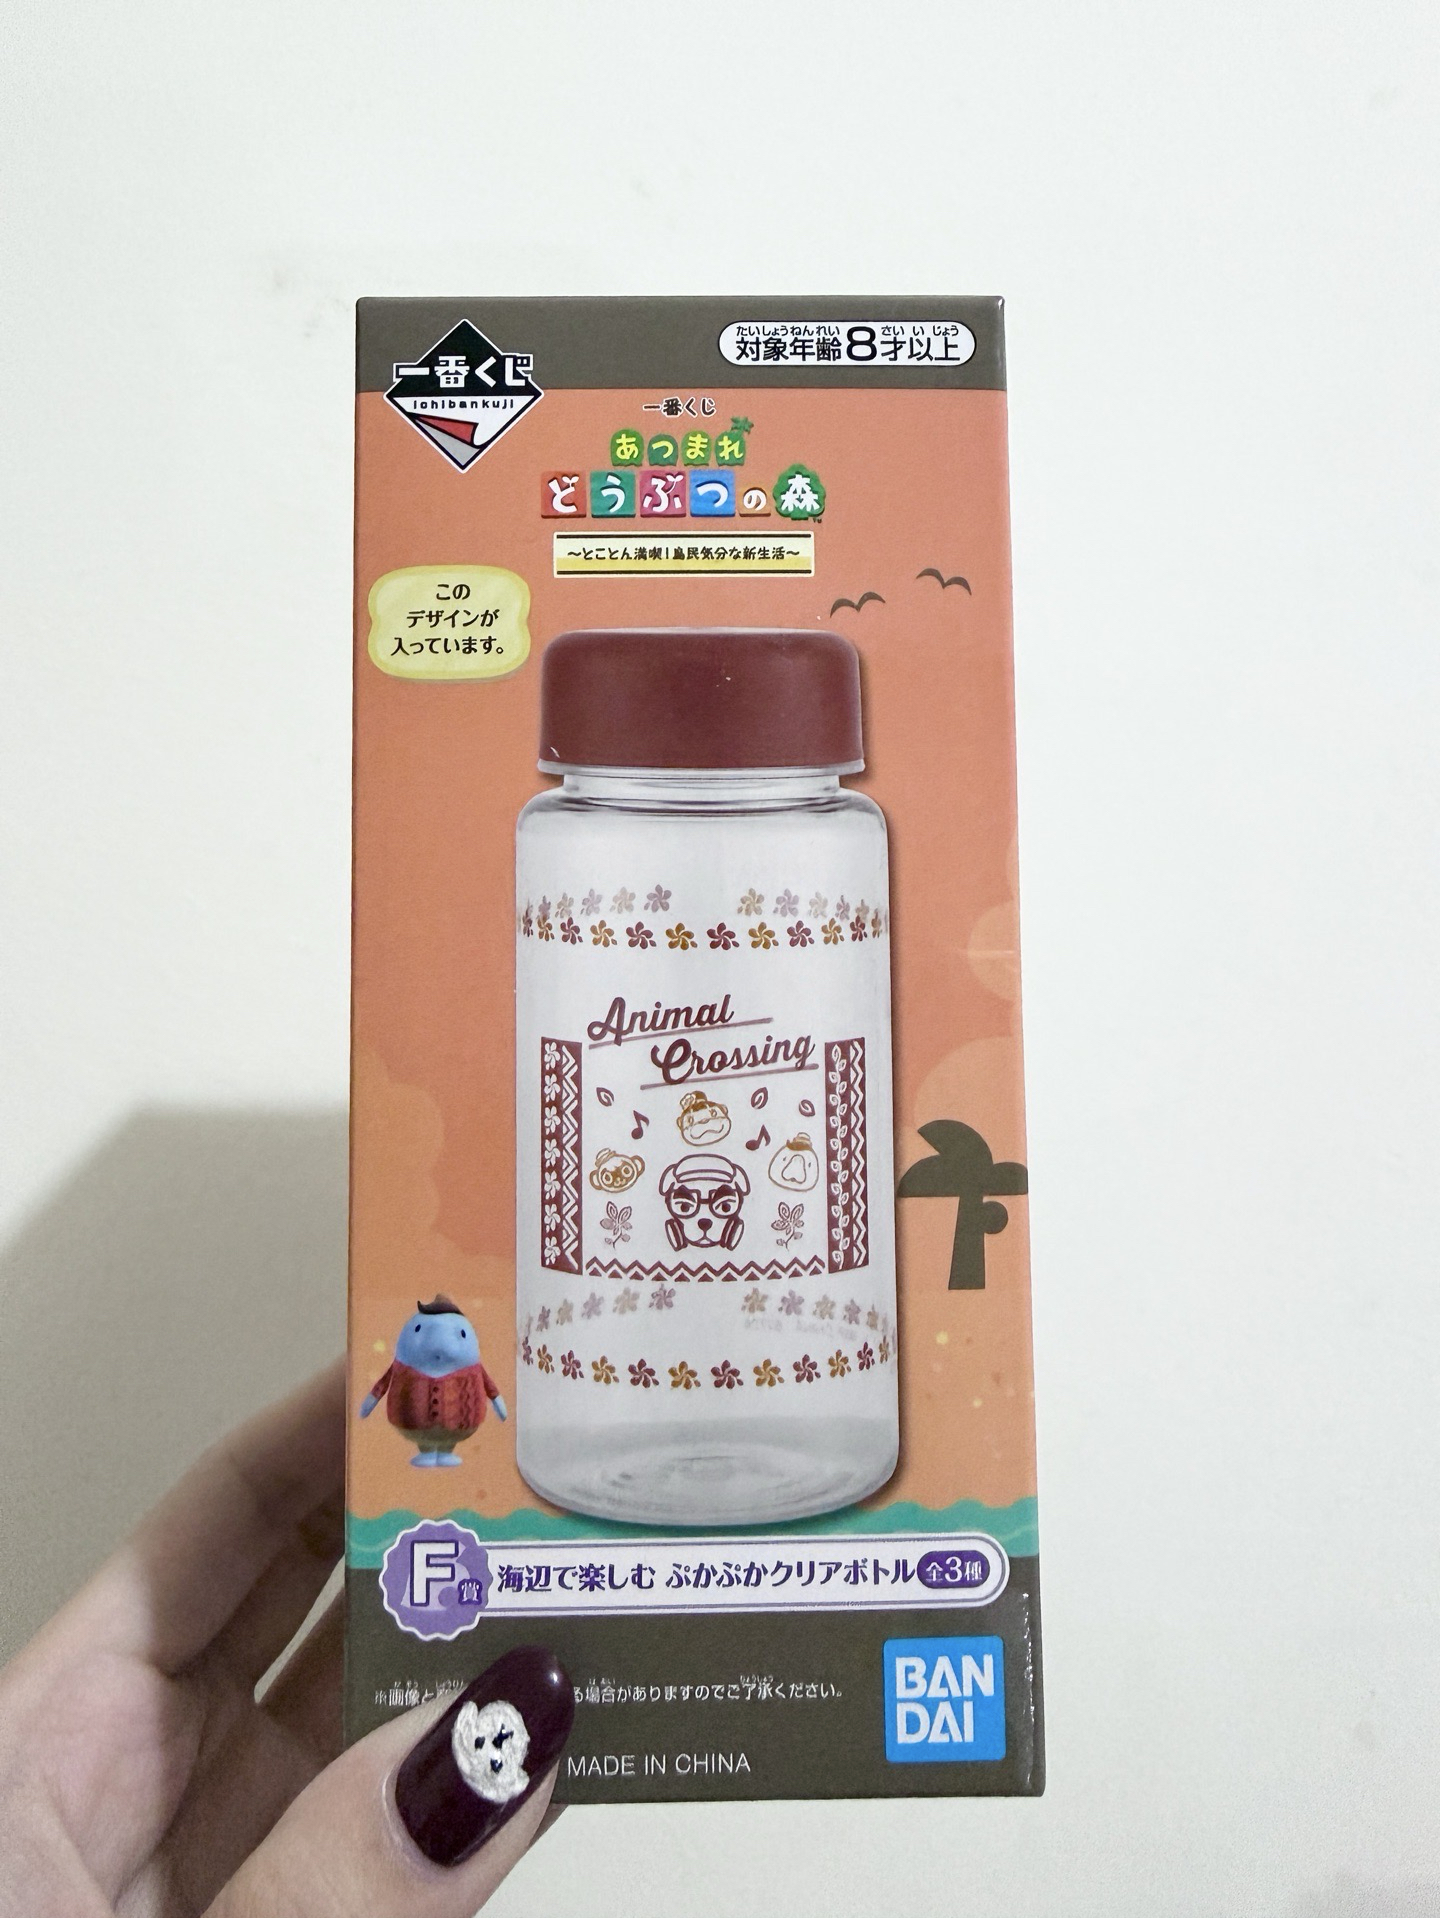 一番くじ
ichibankuji
たいしょうねんれい さい いじょう
対象年齢8才以上
一番くじ
あつまれ
どうぶつの森
～とことん満喫!島民気分な新生活～
この
デザインが
入っています。
Animal
Crossing
F賞 海辺で楽しむ ぷかぷかクリアボトル 全3種
※画像と
る場合がありますのでご了承ください。
BAN
DAI
MADE IN CHINA